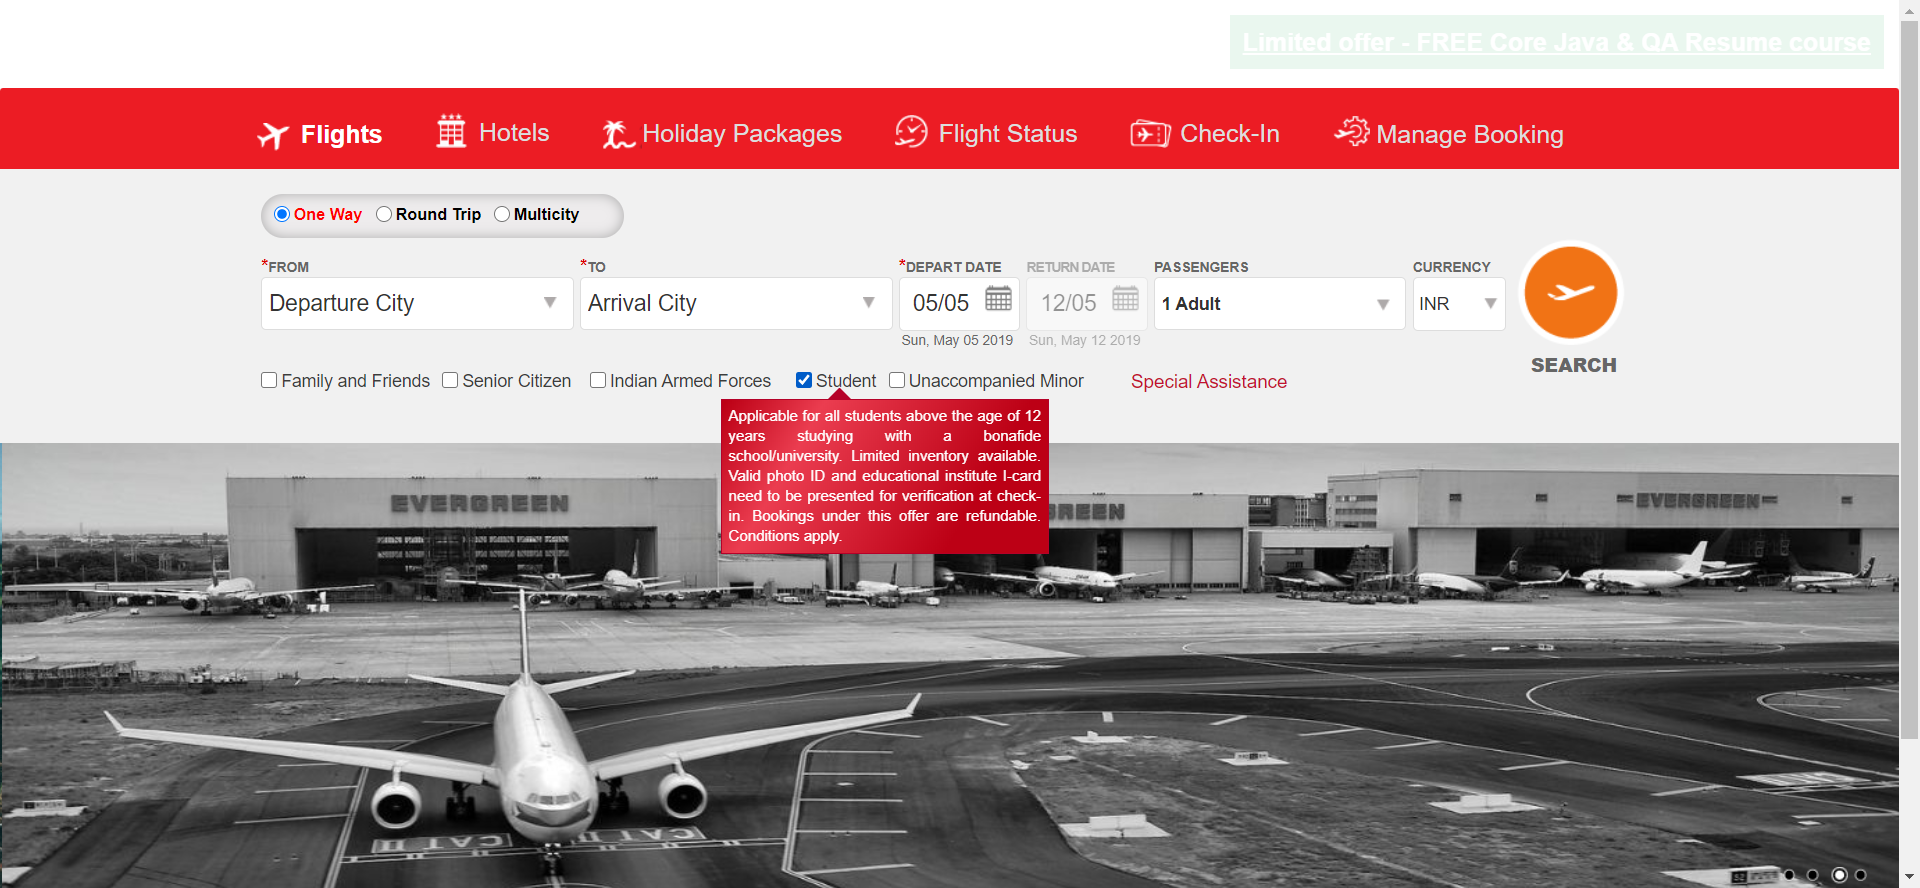 Limited offer - FREE Core Java & QA Resume course
Flights
Hotels
Holiday Packages
Flight Status
Check-In
Manage Booking
One Way
Round Trip
Multicity
*FROM
*TO
*DEPART DATE
RETURN DATE
PASSENGERS
CURRENCY
Departure City
Arrival City
05/05
12/05
1 Adult
INR
Sun, May 05 2019
Sun, May 12 2019
SEARCH
Family and Friends
Senior Citizen
Indian Armed Forces
Student
Unaccompanied Minor
Special Assistance
Applicable for all students above the age of 12
years studying with a bonafide
school/university. Limited inventory available.
Valid photo ID and educational institute I-card
need to be presented for verification at check-
in. Bookings under this offer are refundable.
Conditions apply.
EVERGREEN
REEN
EVERGREEN
CAT II
CAT II